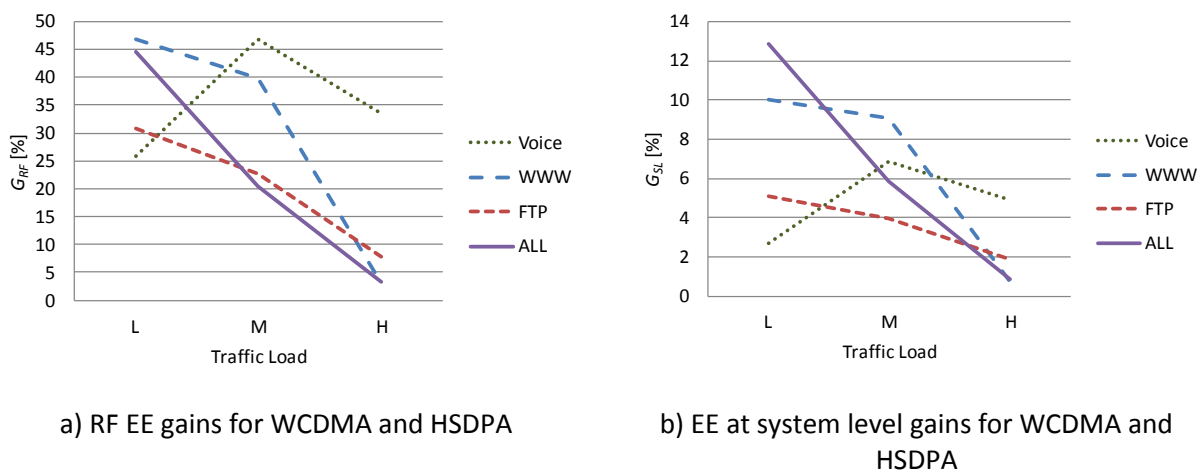 50
45
40
35
30
25
20
15
10
5
0
G_RF [%]
L
M
H
Traffic Load
Voice
WWW
FTP
ALL
a) RF EE gains for WCDMA and HSDPA
14
12
10
8
6
4
2
0
G_SL [%]
L
M
H
Traffic Load
Voice
WWW
FTP
ALL
b) EE at system level gains for WCDMA and
HSDPA